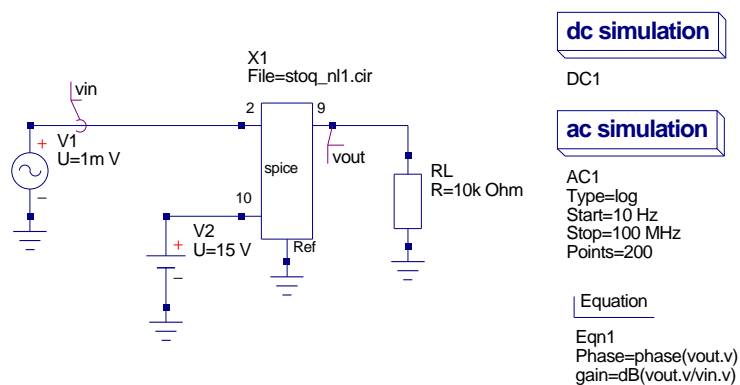 dc simulation
DC1
X1
File=stoq_nl1.cir
vin
2
9
V1
U=1m V
+
−
spice
vout
RL
R=10k Ohm
10
V2
U=15 V
+
−
Ref
ac simulation
AC1
Type=log
Start=10 Hz
Stop=100 MHz
Points=200
Equation
Eqn1
Phase=phase(vout.v)
gain=dB(vout.v/vin.v)